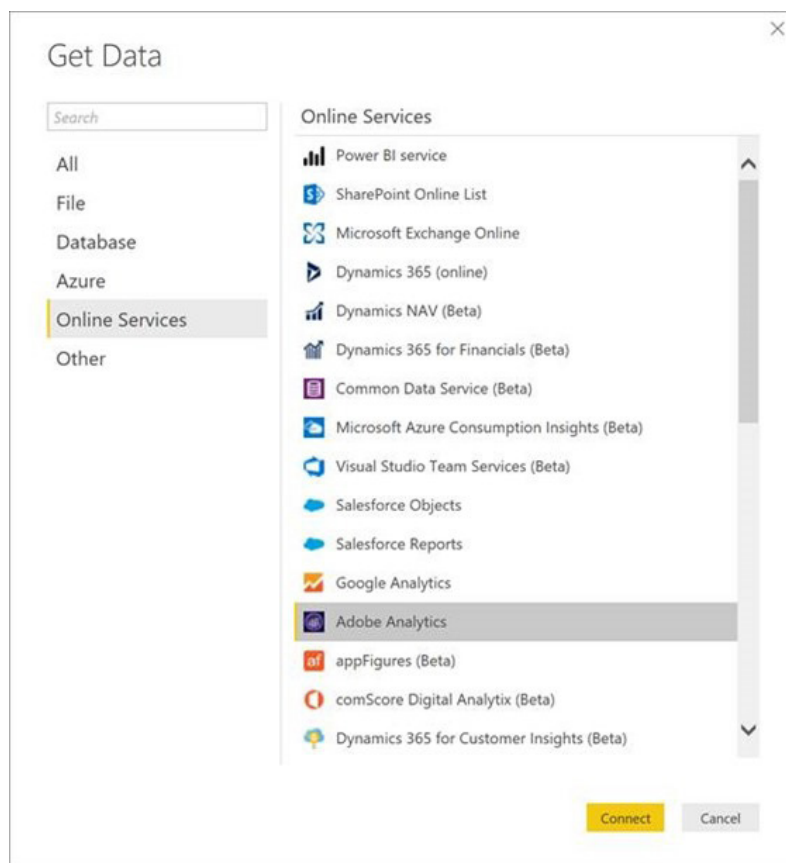 Get Data
Search
All
File
Database
Azure
Online Services
Other
Online Services
Power BI service
SharePoint Online List
Microsoft Exchange Online
Dynamics 365 (online)
Dynamics NAV (Beta)
Dynamics 365 for Financials (Beta)
Common Data Service (Beta)
Microsoft Azure Consumption Insights (Beta)
Visual Studio Team Services (Beta)
Salesforce Objects
Salesforce Reports
Google Analytics
Adobe Analytics
af appFigures (Beta)
comScore Digital Analytix (Beta)
Dynamics 365 for Customer Insights (Beta)
Connect Cancel